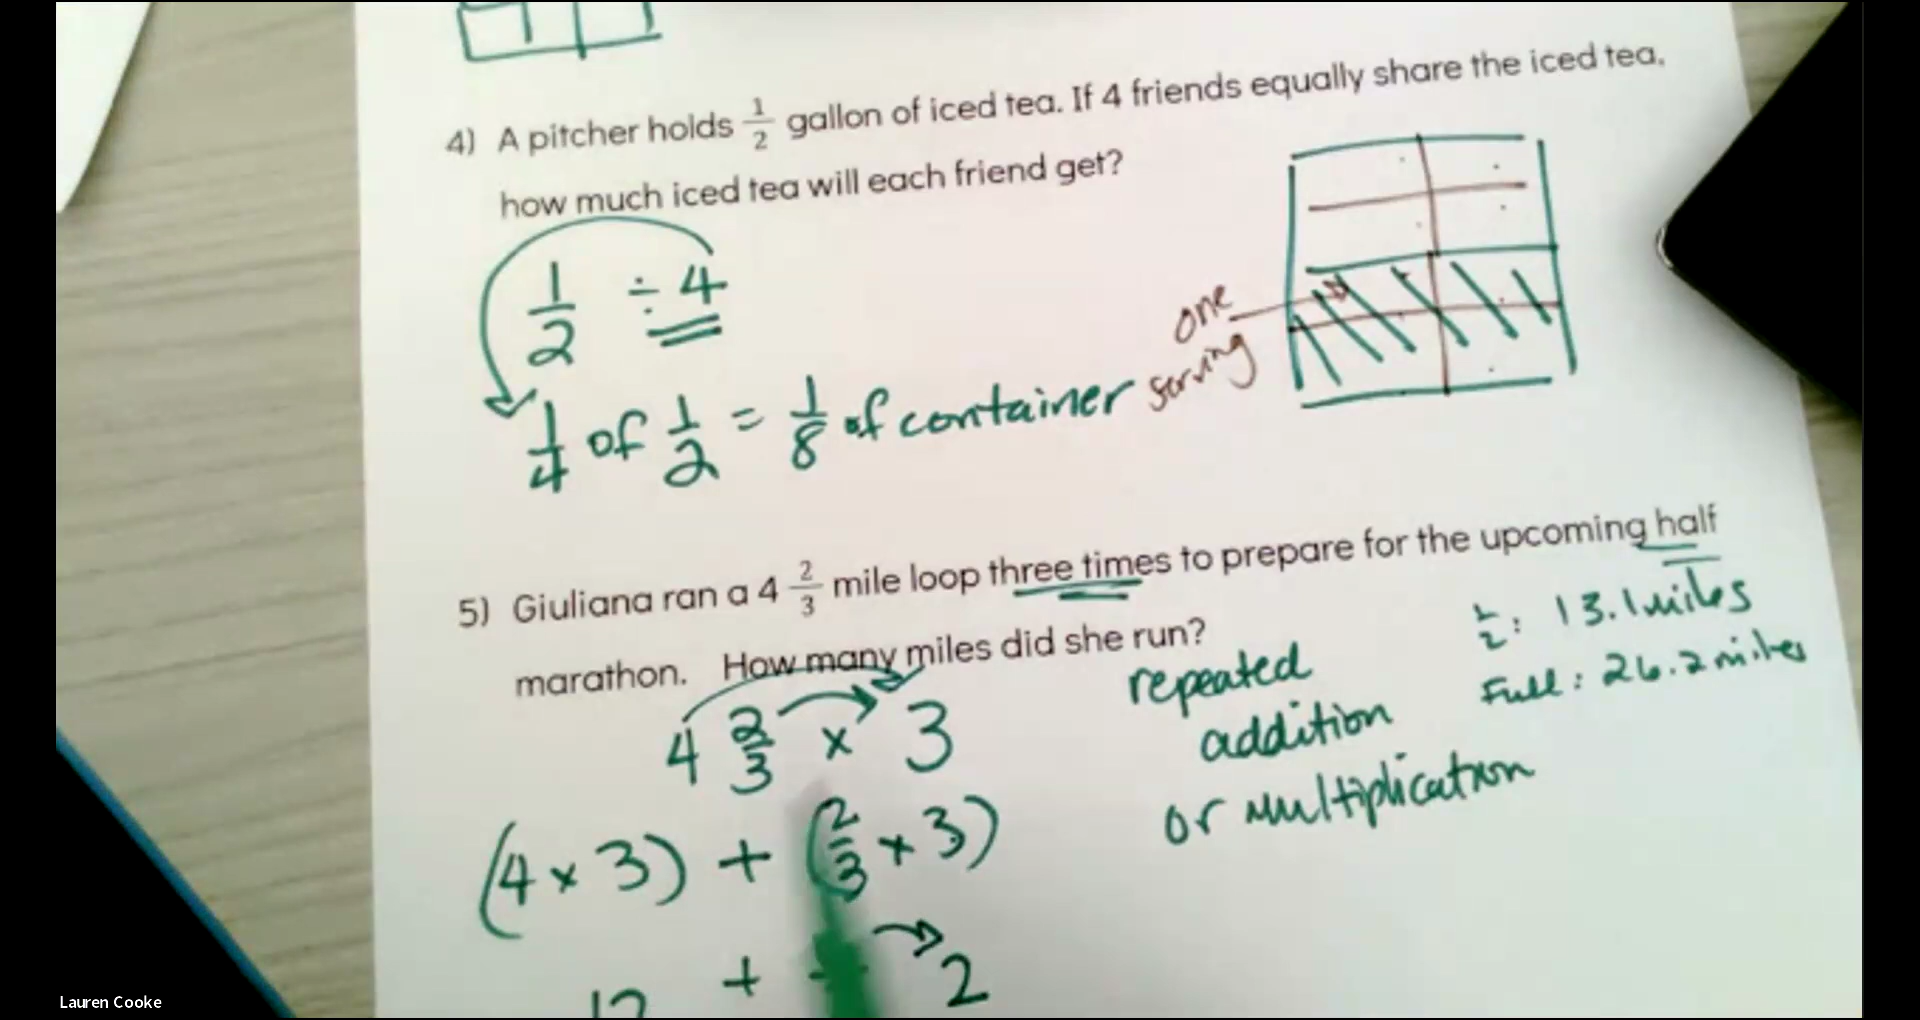 4) A pitcher holds 1/2 gallon of iced tea. If 4 friends equally share the iced tea,
how much iced tea will each friend get?
1/2 ÷ 4
1/4 of 1/2 = 1/8 of container
one
serving
5) Giuliana ran a 4 2/3 mile loop three times to prepare for the upcoming half
marathon. How many miles did she run?
1/2: 13.1 miles
Full: 26.2 miles
repeated
addition
or multiplication
4 2/3 × 3
(4 × 3) + (2/3 × 3)
12 + 2
Lauren Cooke